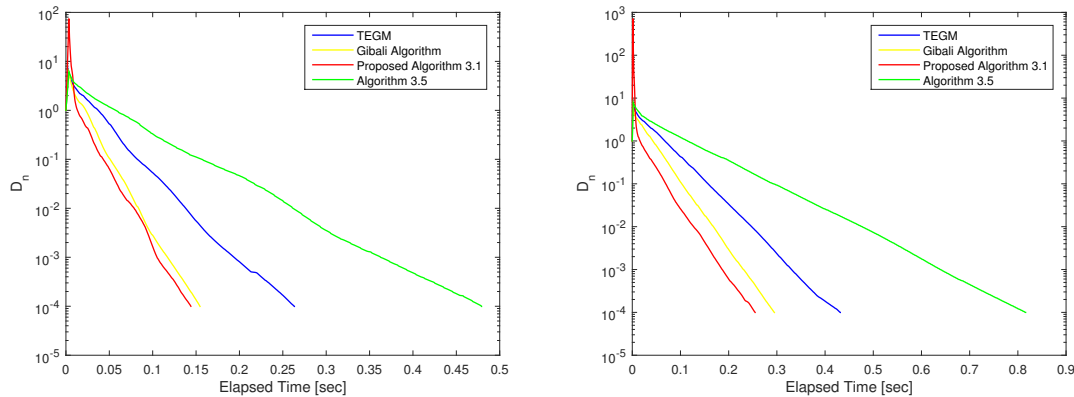 10^2
10^1
10^0
10^-1
10^-2
10^-3
10^-4
10^-5
D_n
0 0.05 0.1 0.15 0.2 0.25 0.3 0.35 0.4 0.45 0.5
Elapsed Time [sec]
TEGM
Gibali Algorithm
Proposed Algorithm 3.1
Algorithm 3.5
10^3
10^2
10^1
10^0
10^-1
10^-2
10^-3
10^-4
10^-5
D_n
0 0.1 0.2 0.3 0.4 0.5 0.6 0.7 0.8 0.9
Elapsed Time [sec]
TEGM
Gibali Algorithm
Proposed Algorithm 3.1
Algorithm 3.5